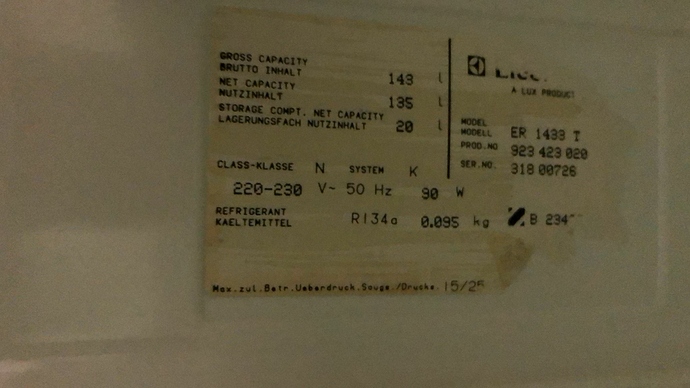 GROSS CAPACITY
BRUTTO INHALT 143 l
NET CAPACITY
NUTZINHALT 135 l
STORAGE COMPT. NET CAPACITY
LAGERUNGSFACH NUTZINHALT 20 l
A LUX PRODUCT
MODEL
MODELL ER 1433 T
PROD.NO 923 423 020
SER.NO. 318 00726
CLASS-KLASSE N SYSTEM K
220-230 V~ 50 Hz 90 W
REFRIGERANT
KAELTEMITTEL R134a 0.095 kg B 234
Max.zul.Betr.Ueberdruck.Sauge./Drucks. 15/25